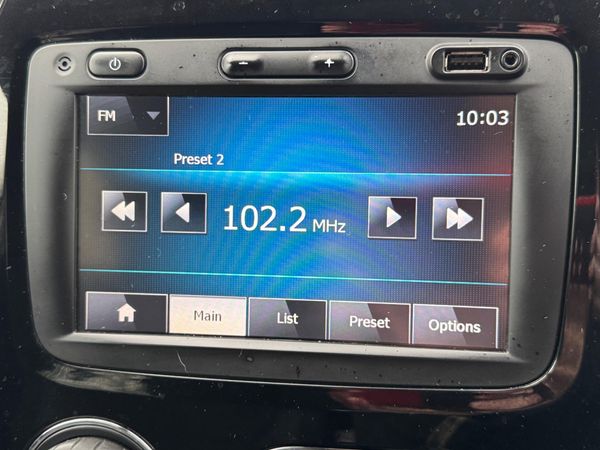 FM
10:03
Preset 2
102.2 MHz
Main
List
Preset
Options